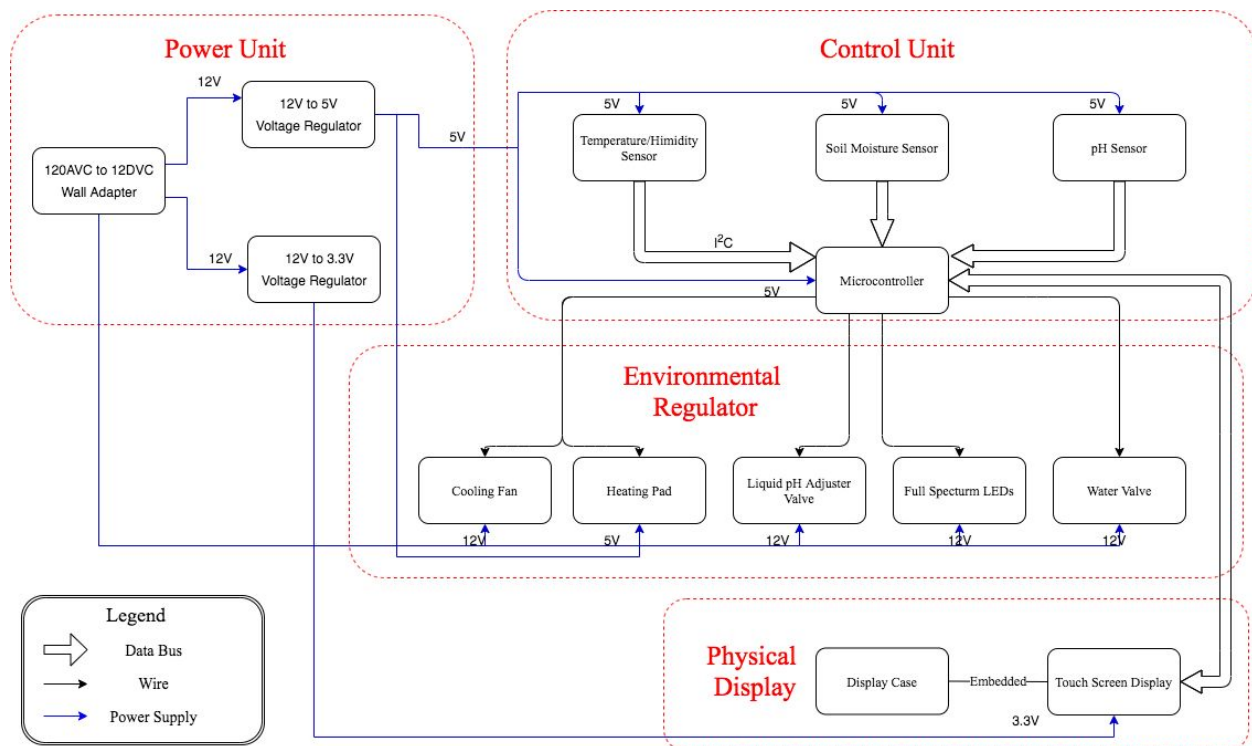 Power Unit
Control Unit
12V
12V to 5V
Voltage Regulator
5V
5V
5V
5V
Temperature/Himidity
Sensor
Soil Moisture Sensor
pH Sensor
120AVC to 12DVC
Wall Adapter
12V
12V to 3.3V
Voltage Regulator
I²C
Microcontroller
5V
Environmental
Regulator
Cooling Fan
Heating Pad
Liquid pH Adjuster
Valve
Full Specturm LEDs
Water Valve
12V
5V
12V
12V
12V
Legend
Data Bus
Wire
Power Supply
Physical
Display
Display Case
Embedded
Touch Screen Display
3.3V